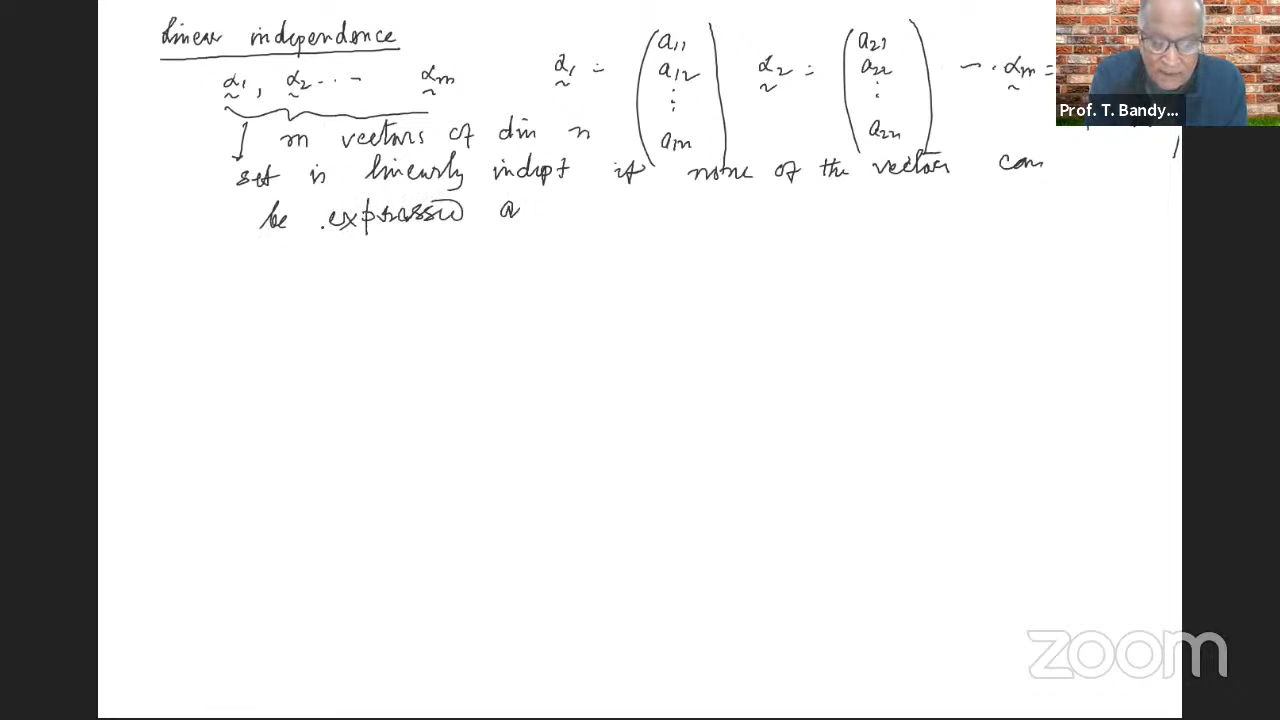 Linear independence
α1, α2 ... αm α1 = (a11 a12 ⋮ a1n) α2 = (a21 a22 ⋮ a2n) ... αm =
m vectors of dim n
set is linearly indept if none of the vectors can
be expressed a
Prof. T. Bandy...
zoom